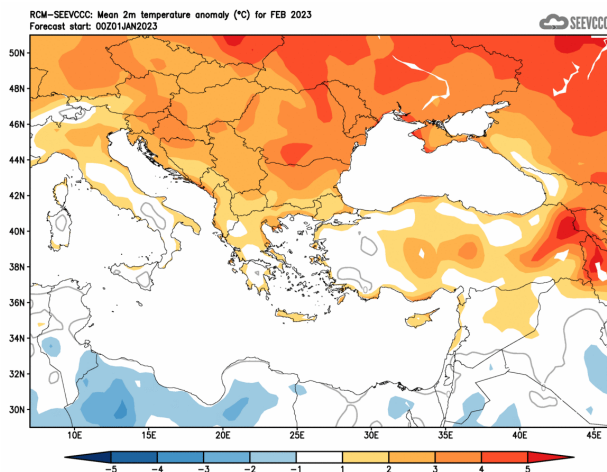 RCM-SEEVCCC: Mean 2m temperature anomaly (°C) for FEB 2023
Forecast start: 00Z01JAN2023
SEEVCCC
50N
48N
46N
44N
42N
40N
38N
36N
34N
32N
30N
10E 15E 20E 25E 30E 35E 40E 45E
-5 -4 -3 -2 -1 1 2 3 4 5